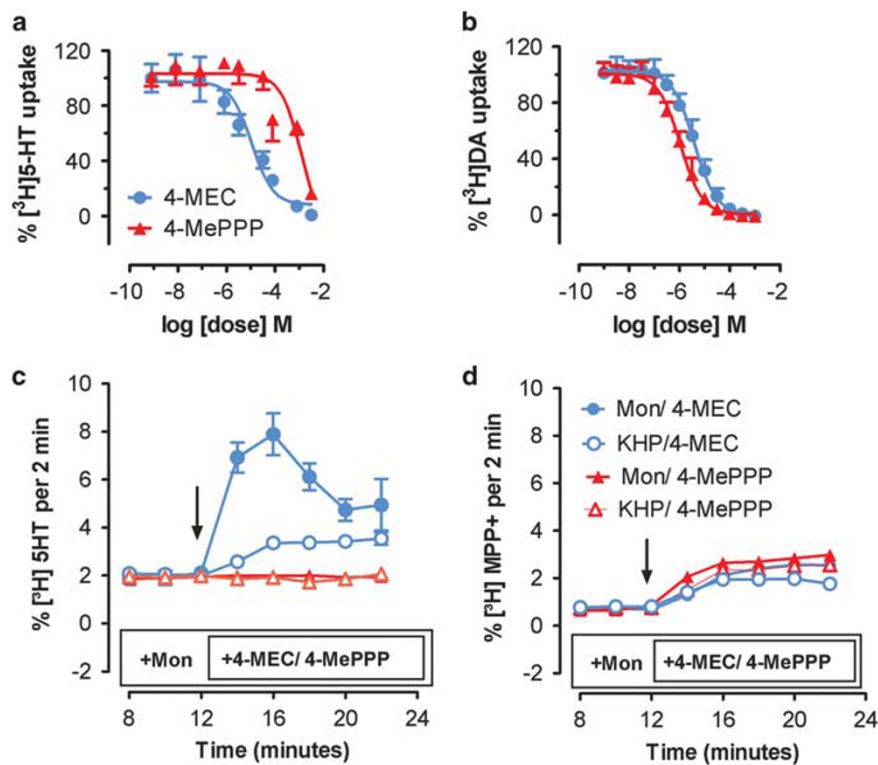 a
% [³H]5-HT uptake
120
80
40
0
4-MEC
4-MePPP
-10 -8 -6 -4 -2
log [dose] M
b
% [³H]DA uptake
120
80
40
0
-10 -8 -6 -4 -2
log [dose] M
c
% [³H] 5HT per 2 min
10
8
6
4
2
0
-2
+Mon
+4-MEC/ 4-MePPP
8 12 16 20 24
Time (minutes)
d
% [³H] MPP+ per 2 min
10
8
6
4
2
0
-2
Mon/ 4-MEC
KHP/4-MEC
Mon/ 4-MePPP
KHP/ 4-MePPP
+Mon
+4-MEC/ 4-MePPP
8 12 16 20 24
Time (minutes)